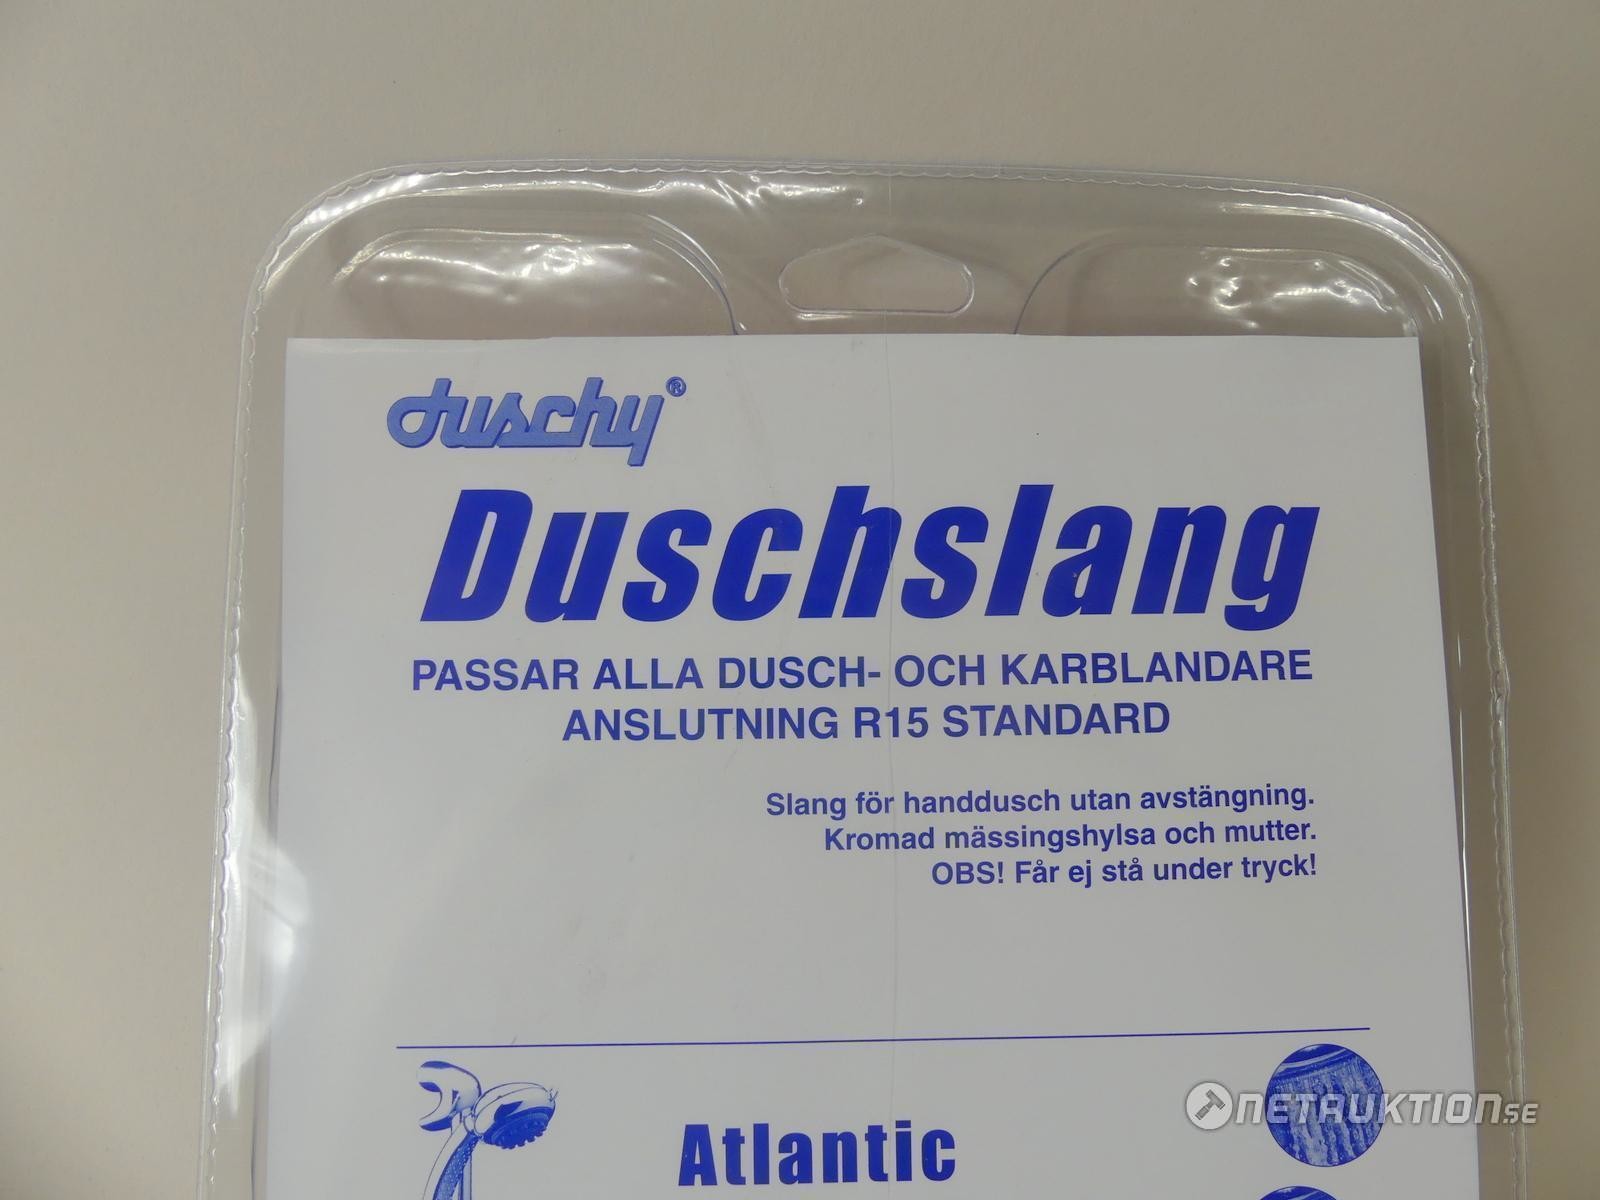 duschy®
Duschslang
PASSAR ALLA DUSCH- OCH KARBLANDARE
ANSLUTNING R15 STANDARD
Slang för handdusch utan avstängning.
Kromad mässingshylsa och mutter.
OBS! Får ej stå under tryck!
Atlantic
NETRUKTION.SE